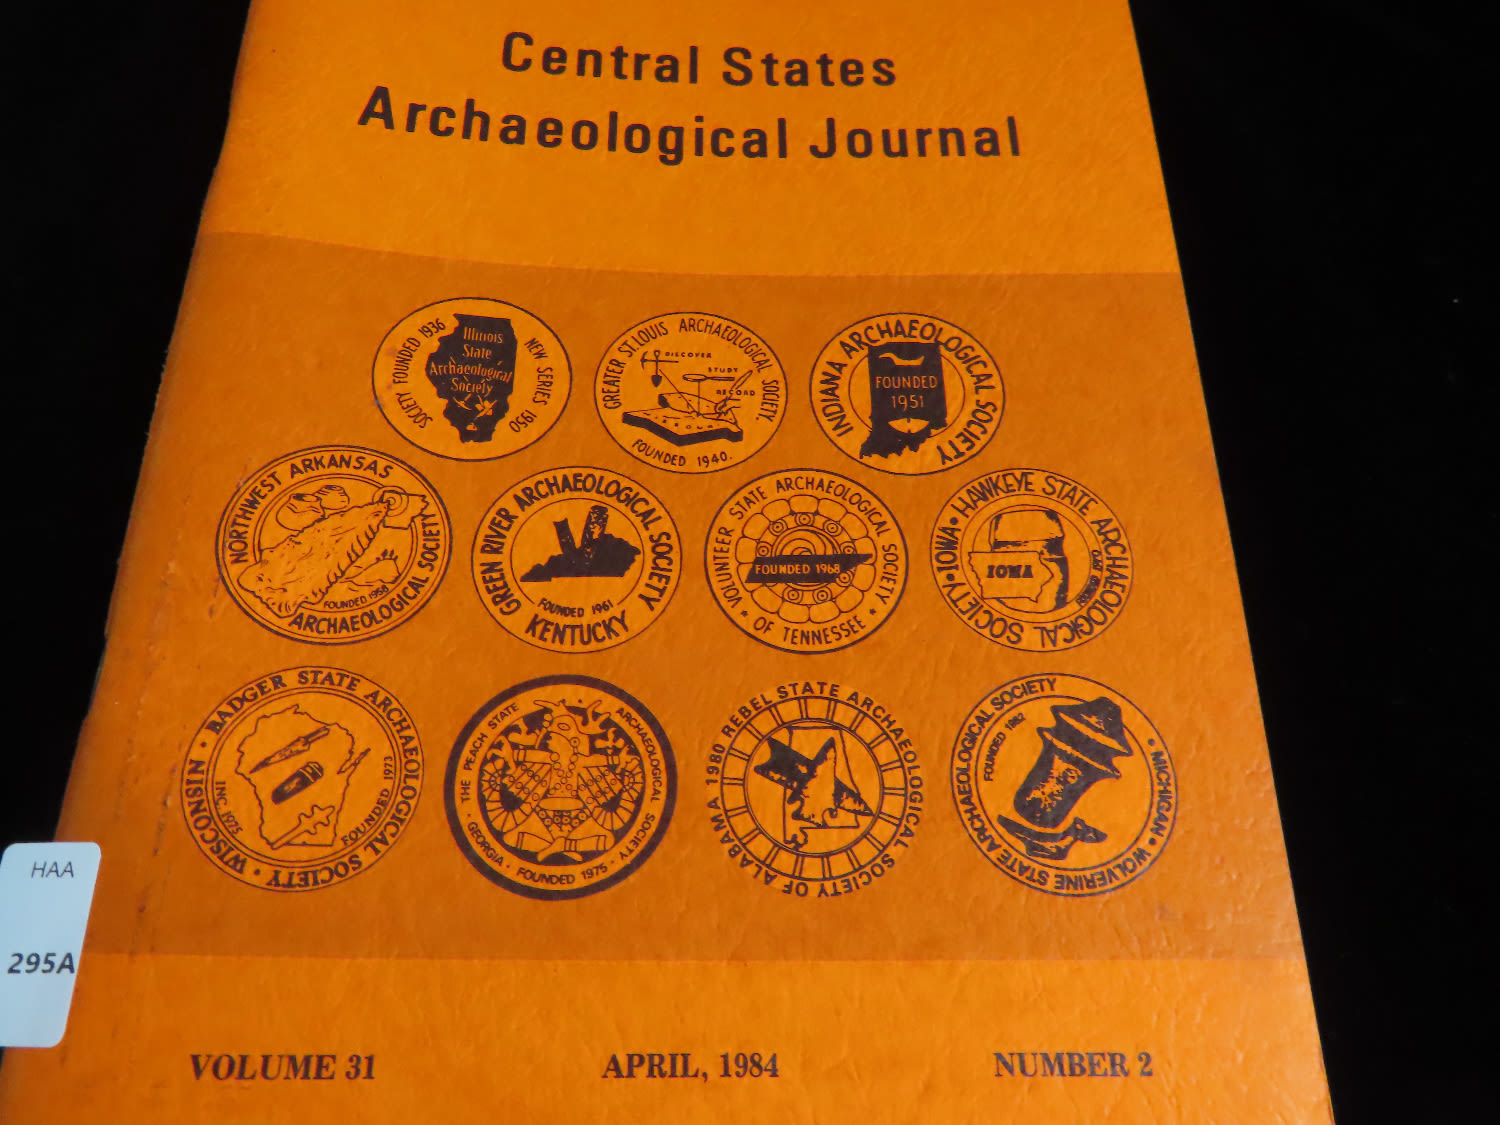 Central States
Archaeological Journal
SOCIETY FOUNDED 1936
NEW SERIES 1950
Illinois
State
Archaeological
Society
GREATER ST. LOUIS ARCHAEOLOGICAL SOCIETY.
DISCOVER
STUDY
RECORD
FOUNDED 1940.
INDIANA ARCHAEOLOGICAL SOCIETY
FOUNDED
1951
NORTHWEST ARKANSAS
FOUNDED 1958
ARCHAEOLOGICAL SOCIETY
GREEN RIVER ARCHAEOLOGICAL SOCIETY
FOUNDED 1961
KENTUCKY
VOLUNTEER STATE ARCHAEOLOGICAL SOCIETY
FOUNDED 1968
* OF TENNESSEE *
•IOWA• HAWKEYE STATE ARCHAEOLOGICAL SOCIETY
IOWA
BADGER STATE ARCHAEOLOGICAL SOCIETY • WISCONSIN •
INC. 1975
FOUNDED 1973
THE PEACH STATE
ARCHAEOLOGICAL SOCIETY
• GEORGIA • FOUNDED 1975 •
1980 REBEL STATE ARCHAEOLOGICAL SOCIETY OF ALABAMA
• MICHIGAN • WOLVERINE STATE ARCHAEOLOGICAL SOCIETY
FOUNDED 1982
HAA
295A
VOLUME 31
APRIL, 1984
NUMBER 2